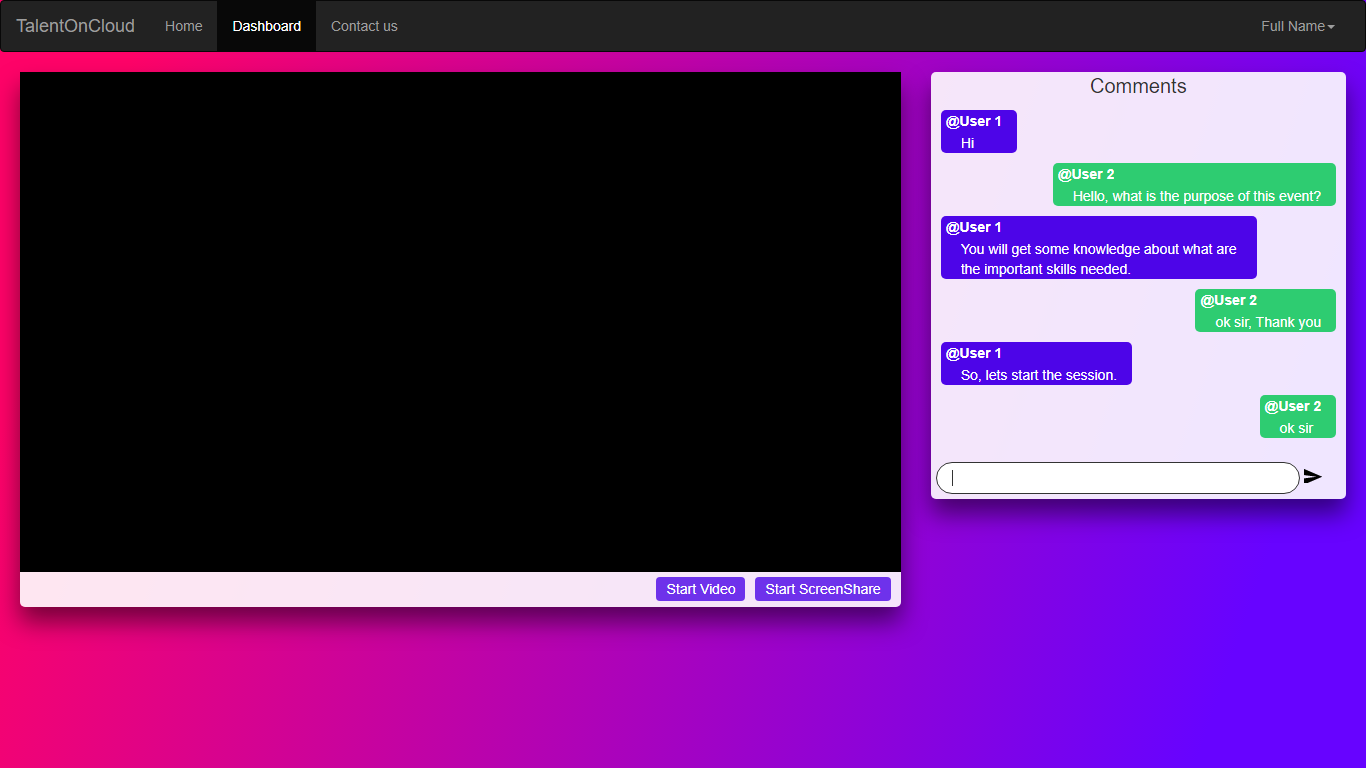 TalentOnCloud Home Dashboard Contact us Full Name
Comments
@User 1
Hi
@User 2
Hello, what is the purpose of this event?
@User 1
You will get some knowledge about what are
the important skills needed.
@User 2
ok sir, Thank you
@User 1
So, lets start the session.
@User 2
ok sir
Start Video Start ScreenShare